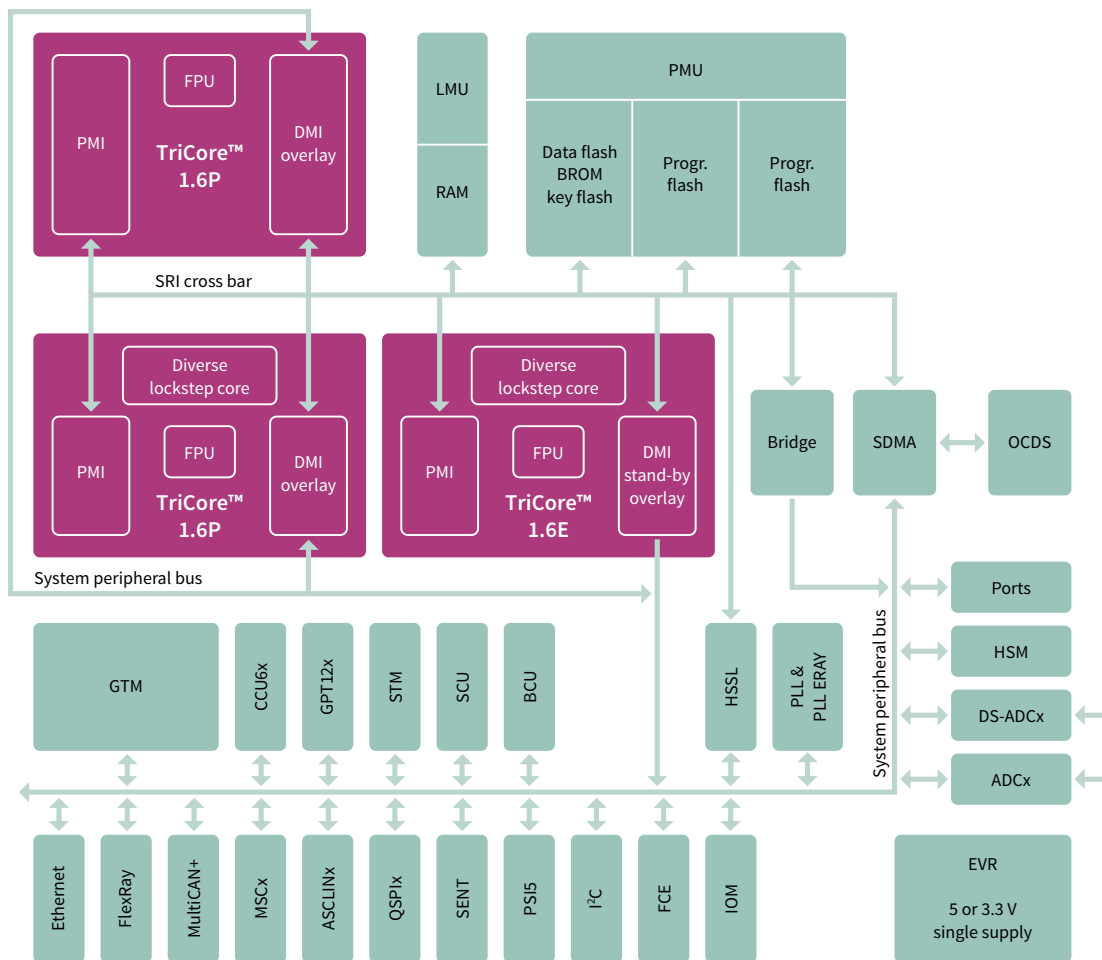 FPU
PMI
DMI
overlay
TriCore™
1.6P
LMU
RAM
PMU
Data flash
BROM
key flash
Progr.
flash
Progr.
flash
SRI cross bar
Diverse
lockstep core
PMI
FPU
DMI
overlay
TriCore™
1.6P
Diverse
lockstep core
PMI
FPU
DMI
stand-by
overlay
TriCore™
1.6E
Bridge
SDMA
OCDS
System peripheral bus
Ports
HSM
DS-ADCx
ADCx
System peripheral bus
GTM
CCU6x
GPT12x
STM
SCU
BCU
HSSL
PLL &
PLL ERAY
Ethernet
FlexRay
MultiCAN+
MSCx
ASCLINx
QSPIx
SENT
PSI5
I²C
FCE
IOM
EVR
5 or 3.3 V
single supply